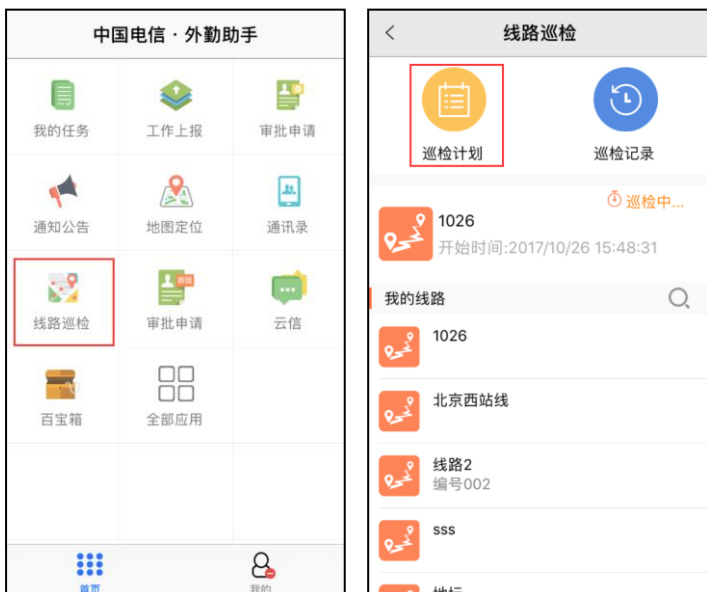 中国电信 · 外勤助手
我的任务
工作上报
审批申请
通知公告
地图定位
通讯录
线路巡检
新版
审批申请
云信
百宝箱
全部应用
首页
我的
线路巡检
巡检计划
巡检记录
巡检中...
1026
开始时间:2017/10/26 15:48:31
我的线路
1026
北京西站线
线路2
编号002
sss
地标